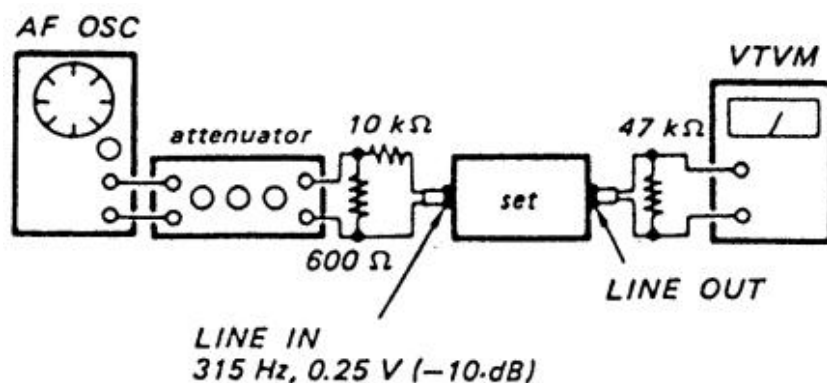 AF OSC
VTVM
attenuator
10 kΩ
47 kΩ
set
600 Ω
LINE OUT
LINE IN
315 Hz, 0.25 V (−10·dB)